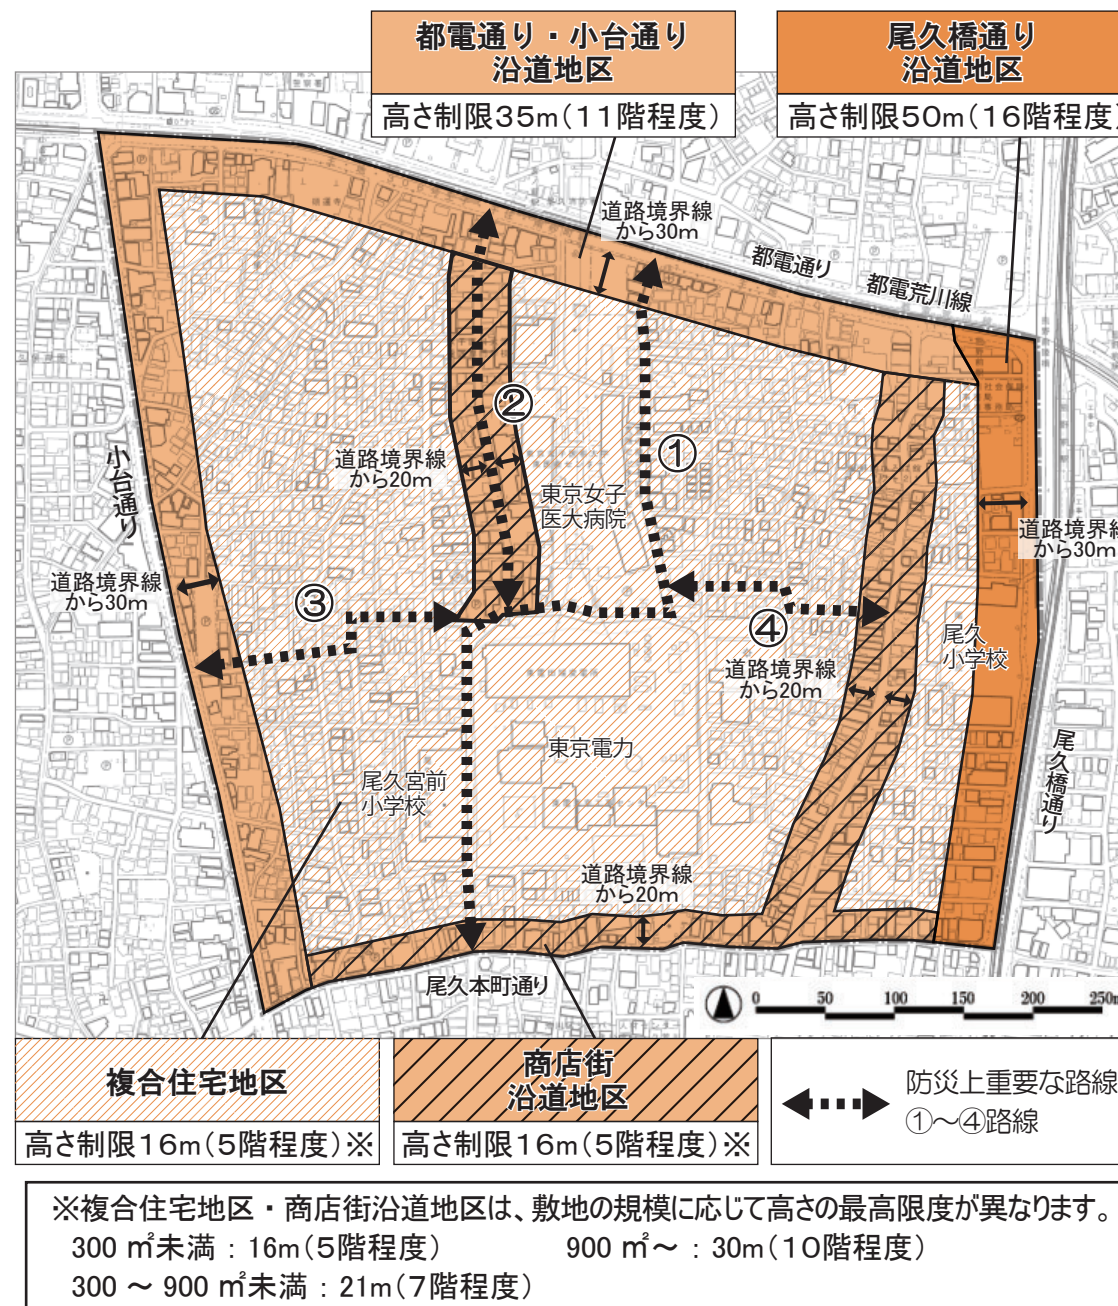 都電通り・小台通り
沿道地区
高さ制限35m(11階程度)
尾久橋通り
沿道地区
高さ制限50m(16階程度)
道路境界線
から30m
都電通り
都電荒川線
②
①
道路境界線
から20m
東京女子
医大病院
小台通り
道路境界線
から30m
道路境界線
から30m
③
④
尾久
小学校
道路境界線
から20m
東京電力
尾久橋通り
尾久宮前
小学校
道路境界線
から20m
尾久本町通り
0 50 100 150 200 250m
複合住宅地区
高さ制限16m(5階程度)※
商店街
沿道地区
高さ制限16m(5階程度)※
防災上重要な路線
①～④路線
※複合住宅地区・商店街沿道地区は、敷地の規模に応じて高さの最高限度が異なります。
300 ㎡未満：16m(5階程度) 900 ㎡～：30m(10階程度)
300 ～ 900 ㎡未満：21m(7階程度)